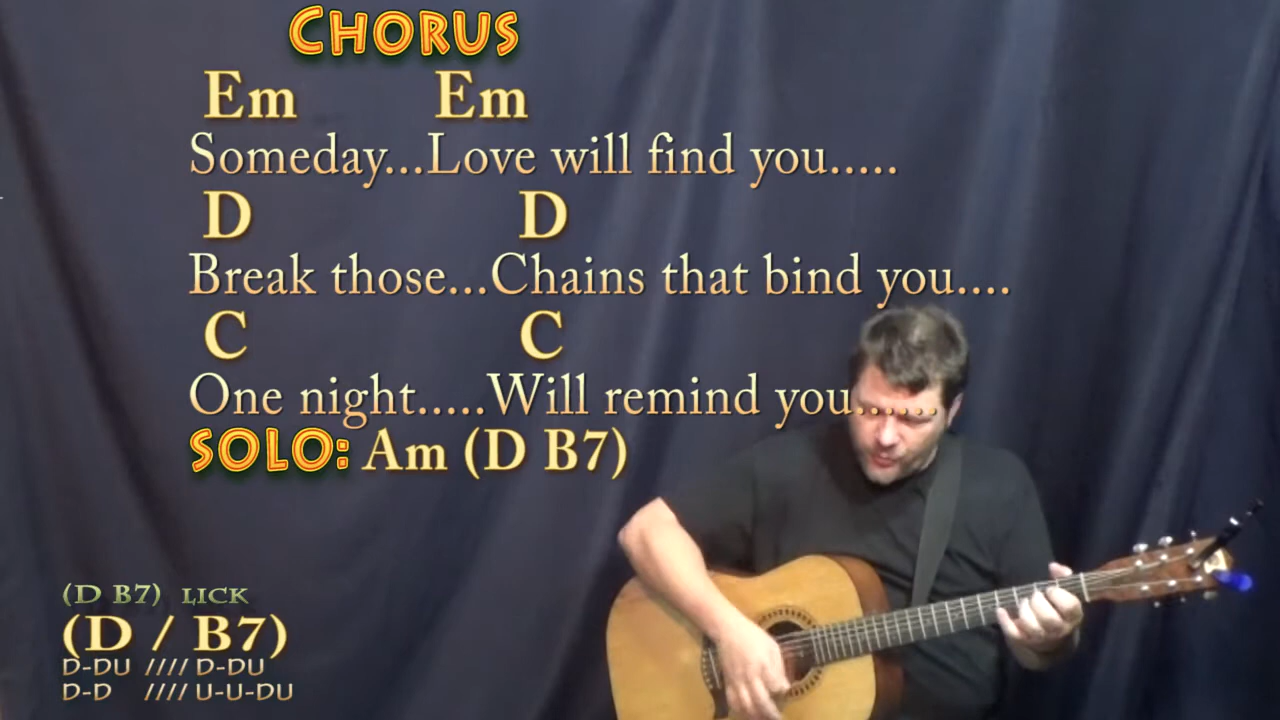 CHORUS
Em Em
Someday...Love will find you.....
D D
Break those...Chains that bind you....
C C
One night.....Will remind you......
SOLO: Am (D B7)
(D B7) LICK
(D / B7)
D-DU //// D-DU
D-D //// U-U-DU